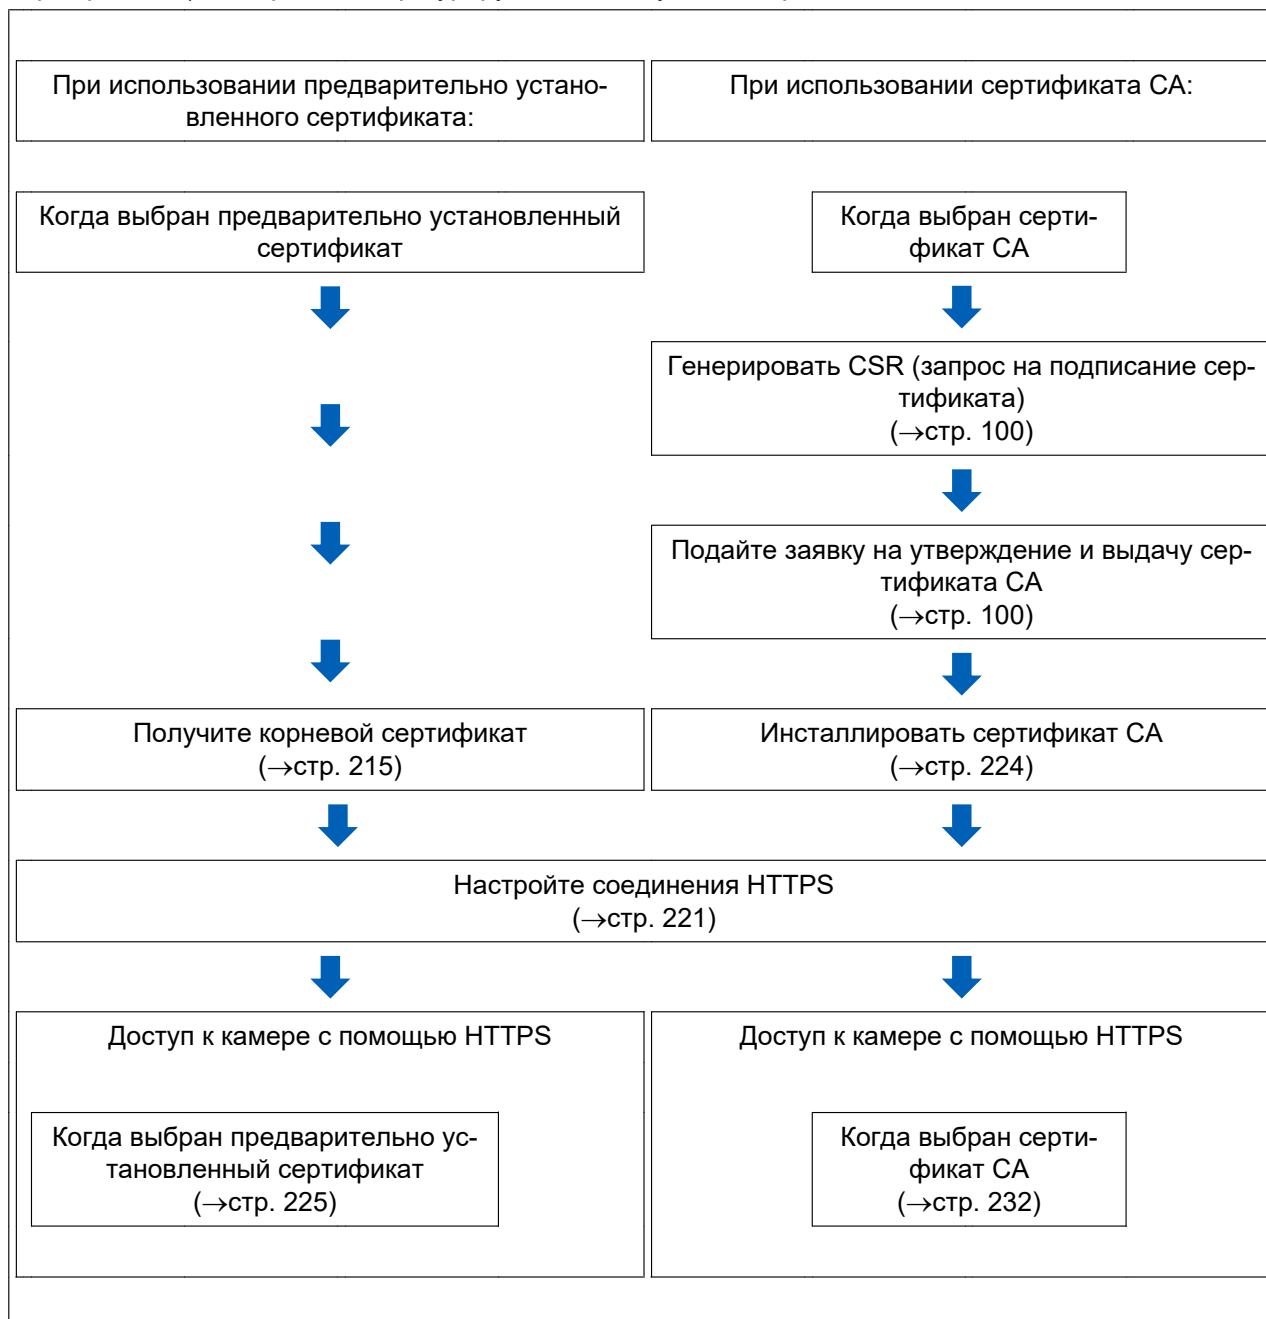 При использовании предварительно уста-
новленного сертификата:
При использовании сертификата CA:
Когда выбран предварительно установленный
сертификат
Когда выбран серти-
фикат CA
Генерировать CSR (запрос на подписание сер-
тификата)
(→стр. 100)
Подайте заявку на утверждение и выдачу сер-
тификата CA
(→стр. 100)
Получите корневой сертификат
(→стр. 215)
Инсталлировать сертификат CA
(→стр. 224)
Настройте соединения HTTPS
(→стр. 221)
Доступ к камере с помощью HTTPS
Когда выбран предварительно ус-
тановленный сертификат
(→стр. 225)
Доступ к камере с помощью HTTPS
Когда выбран серти-
фикат CA
(→стр. 232)